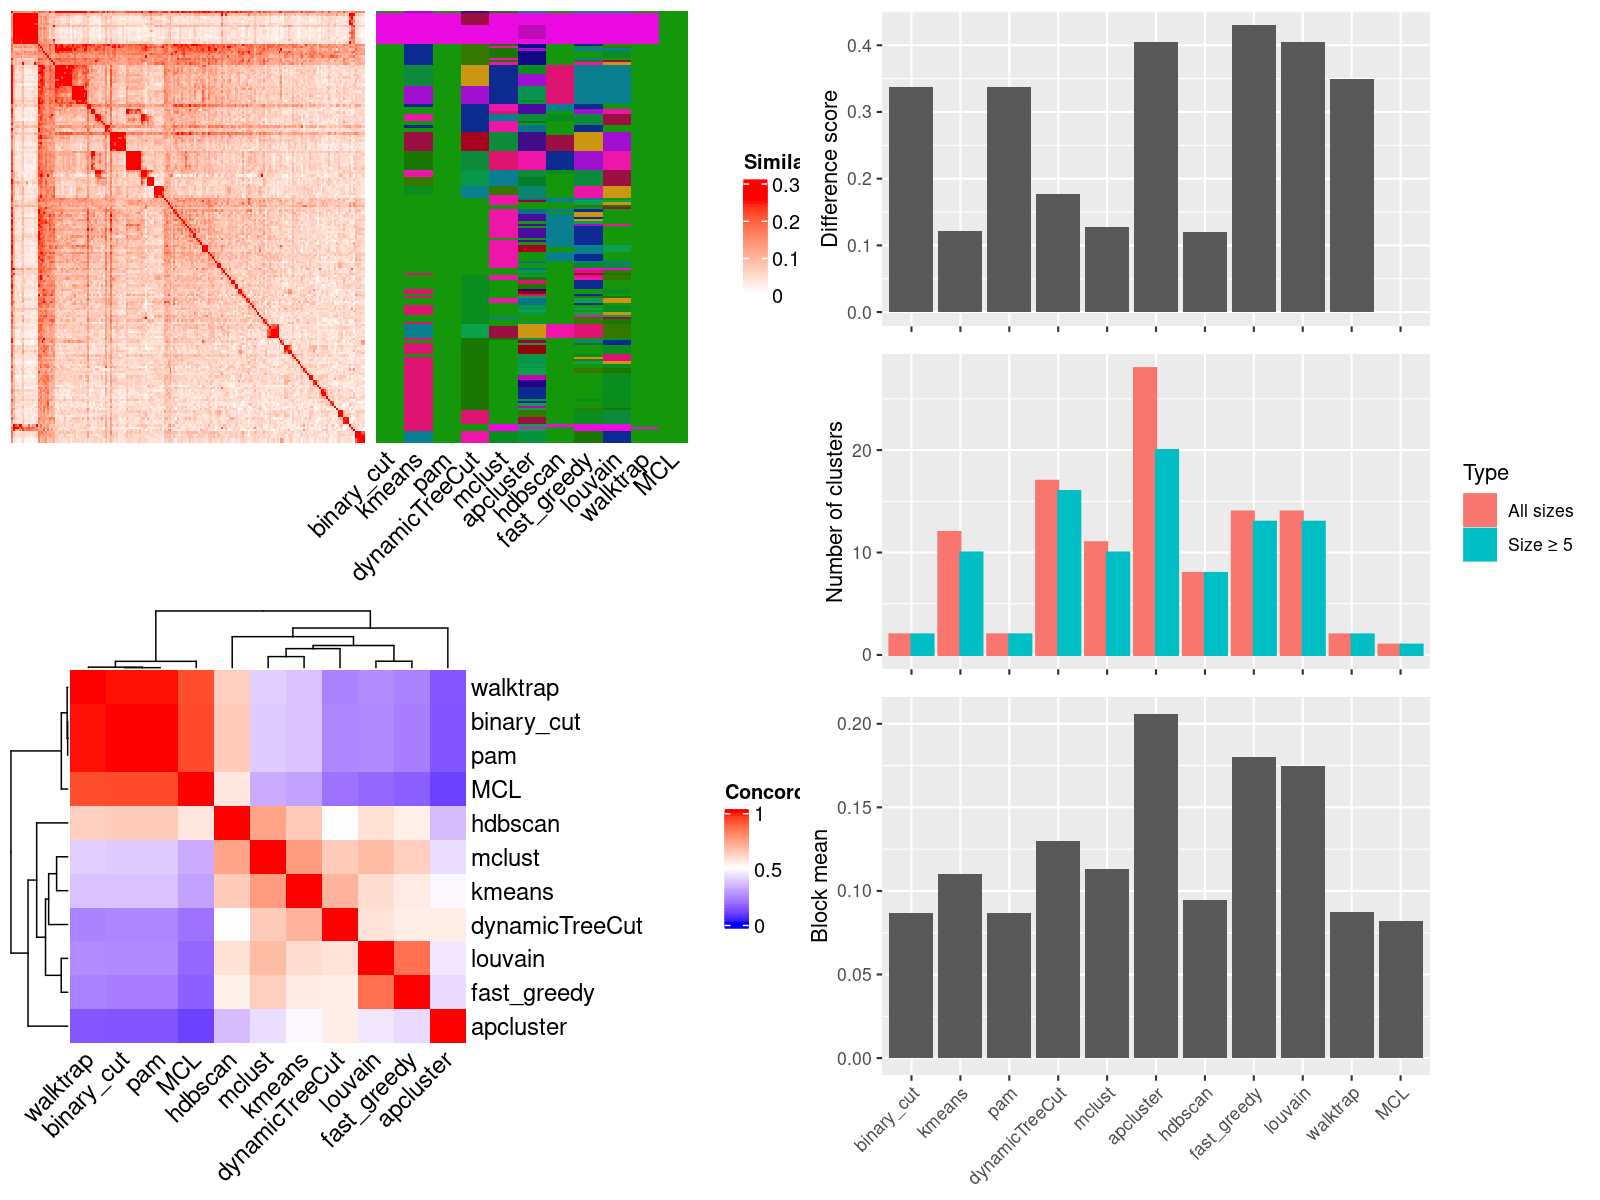 Simila
0.3
0.2
0.1
0
binary_cut
kmeans
pam
dynamicTreeCut
mclust
apcluster
hdbscan
fast_greedy
louvain
walktrap
MCL
walktrap
binary_cut
pam
MCL
hdbscan
mclust
kmeans
dynamicTreeCut
louvain
fast_greedy
apcluster
walktrap
binary_cut
pam
MCL
hdbscan
mclust
kmeans
dynamicTreeCut
louvain
fast_greedy
apcluster
Concord
1
0.5
0
Difference score
0.4
0.3
0.2
0.1
0.0
Number of clusters
20
10
0
Type
All sizes
Size ≥ 5
Block mean
0.20
0.15
0.10
0.05
0.00
binary_cut
kmeans
pam
dynamicTreeCut
mclust
apcluster
hdbscan
fast_greedy
louvain
walktrap
MCL